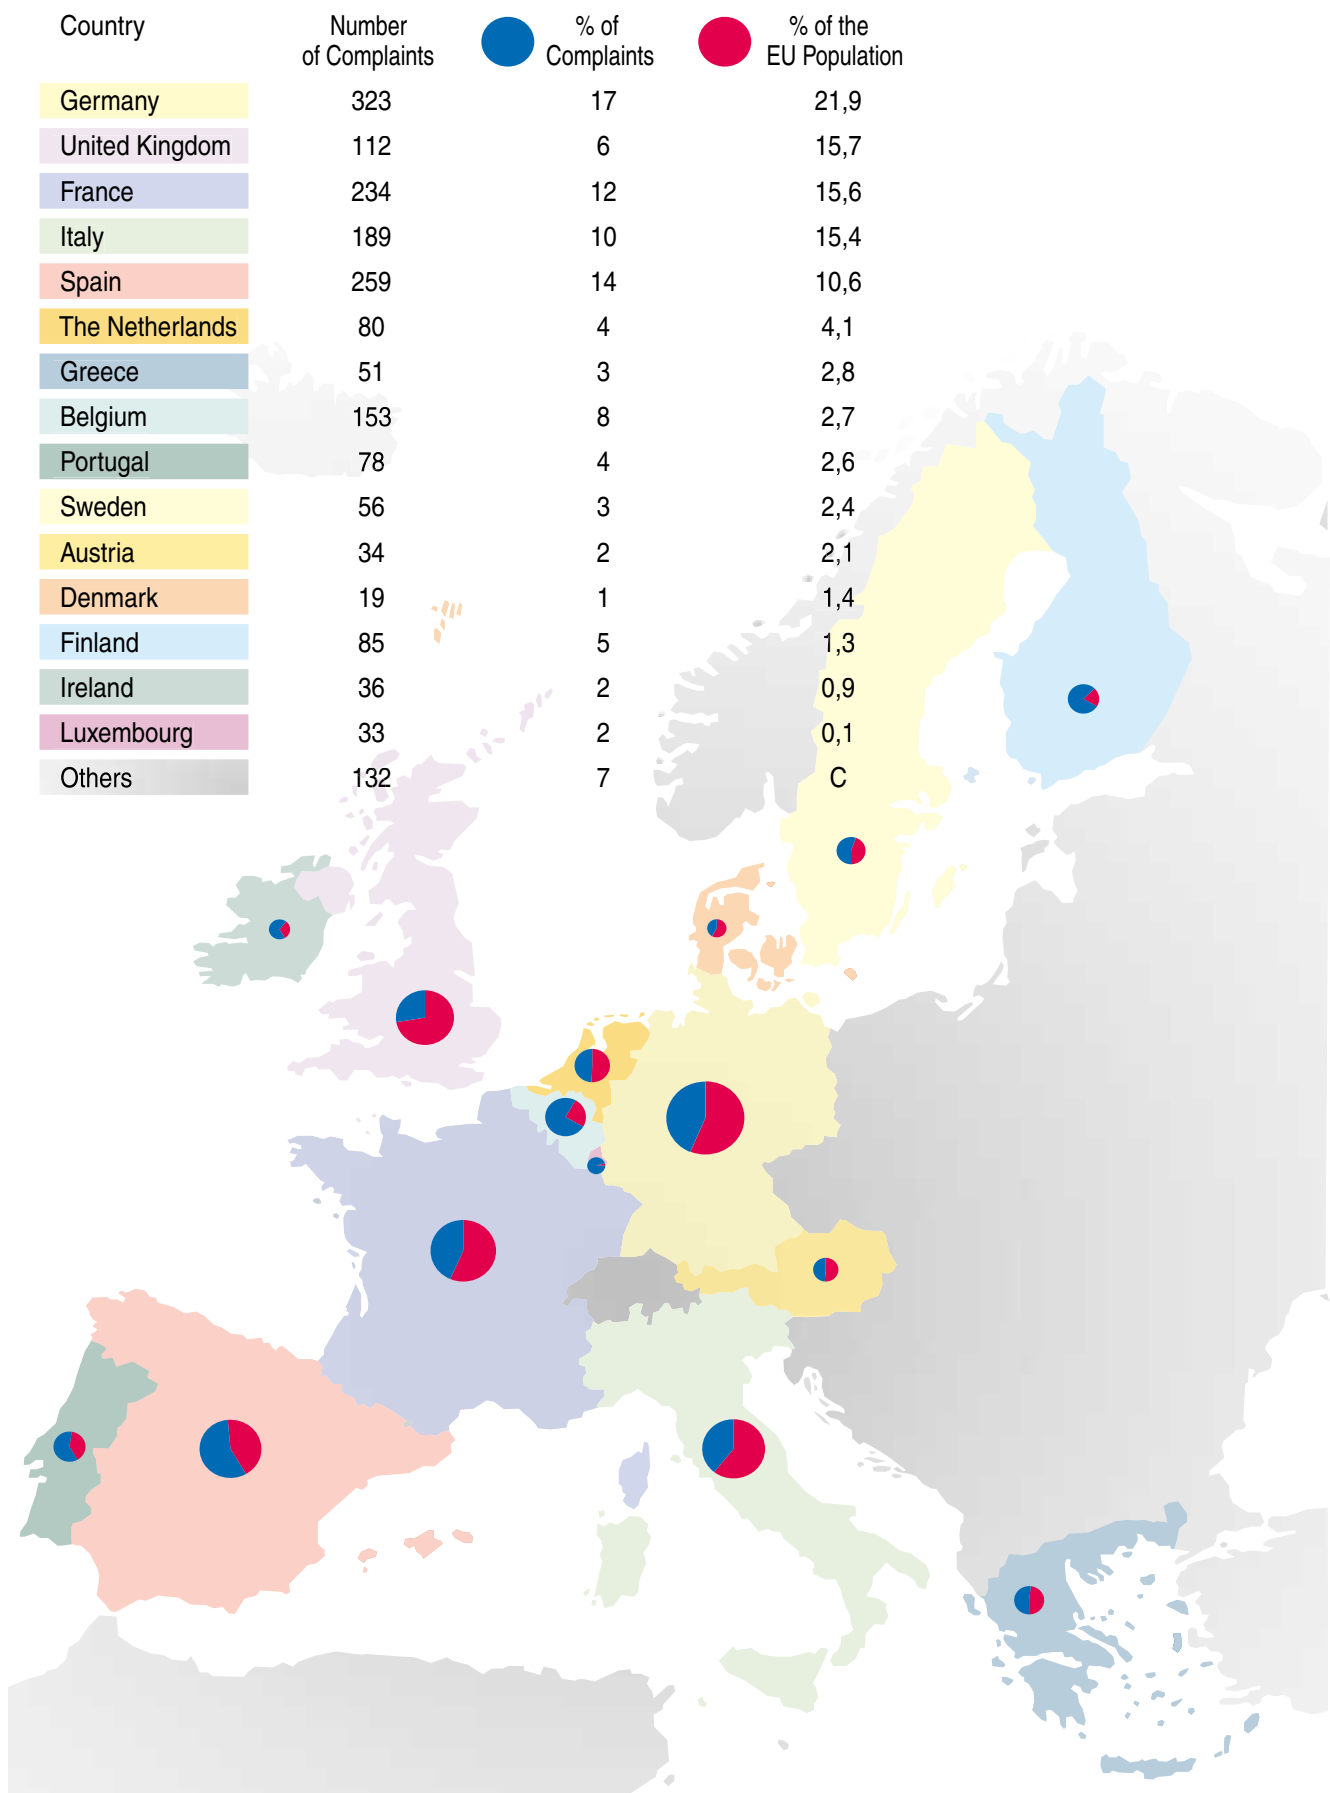 Country Number of Complaints % of Complaints % of the EU Population
Germany 323 17 21,9
United Kingdom 112 6 15,7
France 234 12 15,6
Italy 189 10 15,4
Spain 259 14 10,6
The Netherlands 80 4 4,1
Greece 51 3 2,8
Belgium 153 8 2,7
Portugal 78 4 2,6
Sweden 56 3 2,4
Austria 34 2 2,1
Denmark 19 1 1,4
Finland 85 5 1,3
Ireland 36 2 0,9
Luxembourg 33 2 0,1
Others 132 7 C